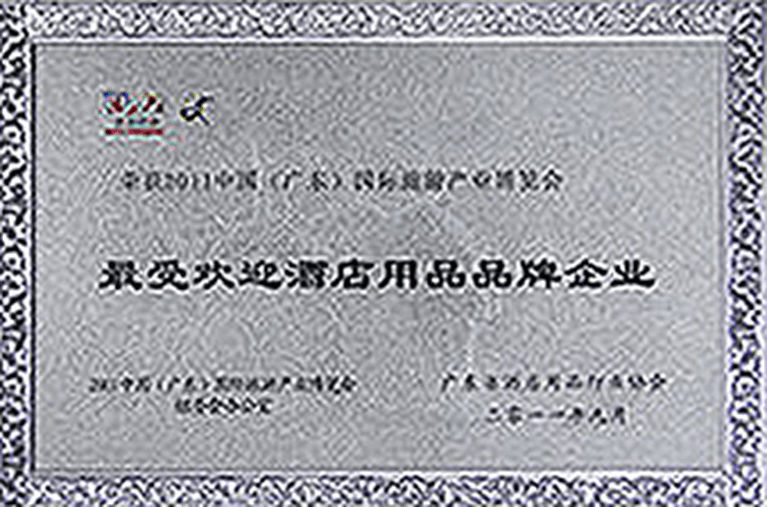 荣获2011中国（广东）国际旅游产业博览会
最受欢迎酒店用品品牌企业
2011中国（广东）国际旅游产业博览会
组委会办公室
广东省酒店用品行业协会
二零一一年九月